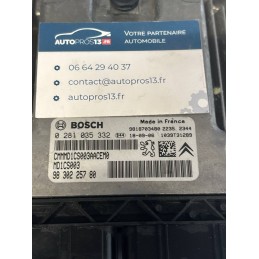 AUTOPROS13.FR
VOTRE PARTENAIRE
AUTOMOBILE
06 64 29 40 37
contact@autopros13.fr
autopros13.fr
BOSCH
Made in France
0 281 035 332
CMMMD1CS003AACEM0
MD1CS003
98 302 257 80